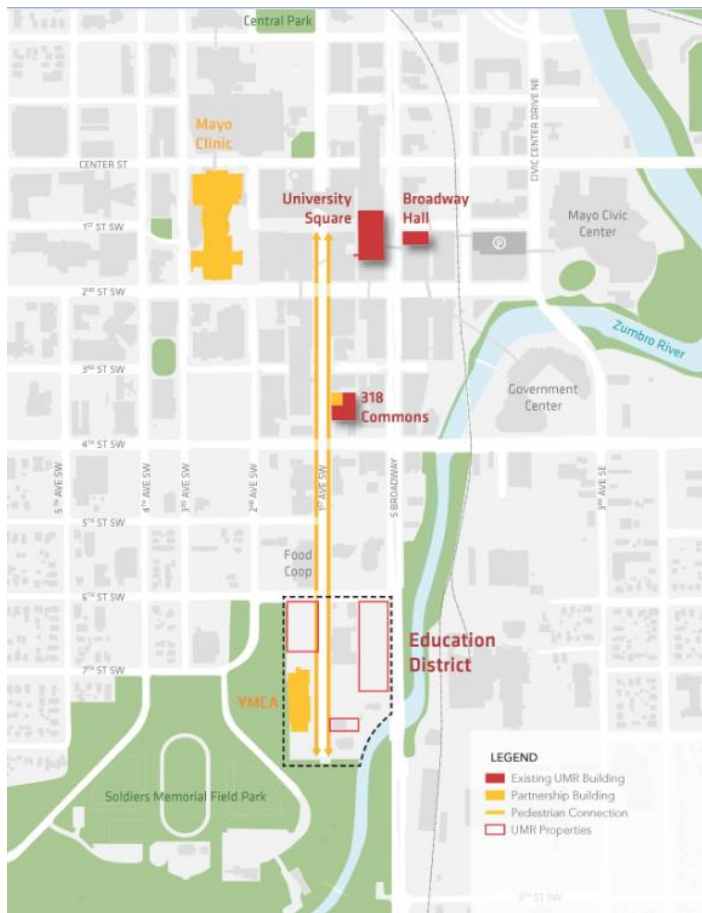 Central Park
Mayo
Clinic
CENTER ST
CIVIC CENTER DRIVE NE
University
Square
Broadway
Hall
1ST ST SW
P
Mayo Civic
Center
2ND ST SW
Zumbro River
3RD ST SW
318
Commons
Government
Center
4TH ST SW
5TH AVE SW
4TH AVE SW
3RD AVE SW
2ND AVE SW
1ST AVE SW
S BROADWAY
3RD AVE SE
5TH ST SW
Food
Coop
6TH ST SW
Education
District
7TH ST SW
YMCA
Soldiers Memorial Field Park
LEGEND
Existing UMR Building
Partnership Building
Pedestrian Connection
UMR Properties
9TH ST SW